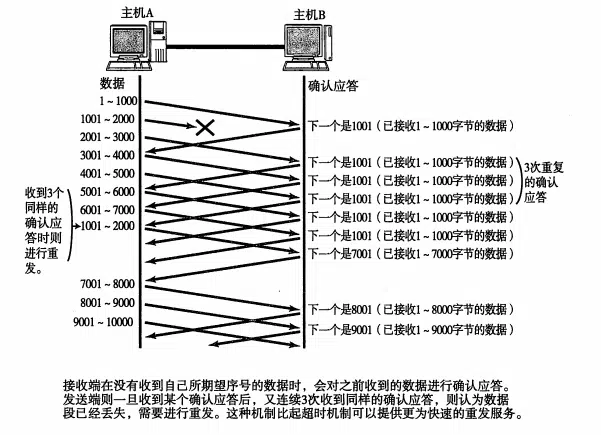 主机A
主机B
数据
确认应答
1～1000
1001～2000
2001～3000
3001～4000
4001～5000
5001～6000
6001～7000
1001～2000
7001～8000
8001～9000
9001～10000
收到3个
同样的
确认应
答时则
进行重
发。
下一个是1001（已接收1～1000字节的数据）
下一个是1001（已接收1～1000字节的数据）
下一个是1001（已接收1～1000字节的数据）
下一个是1001（已接收1～1000字节的数据）
下一个是1001（已接收1～1000字节的数据）
下一个是1001（已接收1～1000字节的数据）
下一个是7001（已接收1～7000字节的数据）
下一个是8001（已接收1～8000字节的数据）
下一个是9001（已接收1～9000字节的数据）
3次重复
的确认
应答
接收端在没有收到自己所期望序号的数据时，会对之前收到的数据进行确认应答。
发送端则一旦收到某个确认应答后，又连续3次收到同样的确认应答，则认为数据
段已经丢失，需要进行重发。这种机制比起超时机制可以提供更为快速的重发服务。